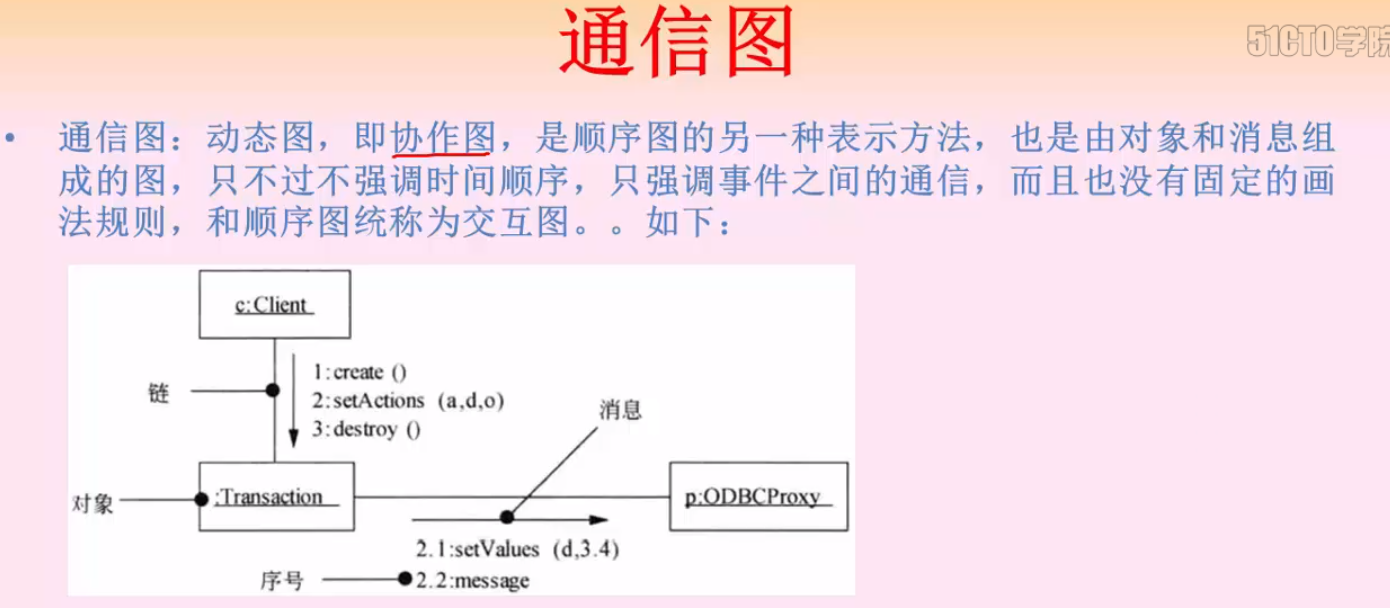 通信图
51CTO学院
• 通信图：动态图，即协作图，是顺序图的另一种表示方法，也是由对象和消息组
成的图，只不过不强调时间顺序，只强调事件之间的通信，而且也没有固定的画
法规则，和顺序图统称为交互图。。如下：
c:Client
链
1:create ()
2:setActions (a,d,o)
3:destroy ()
消息
对象
:Transaction
p:ODBCProxy
2.1:setValues (d,3.4)
序号
2.2:message